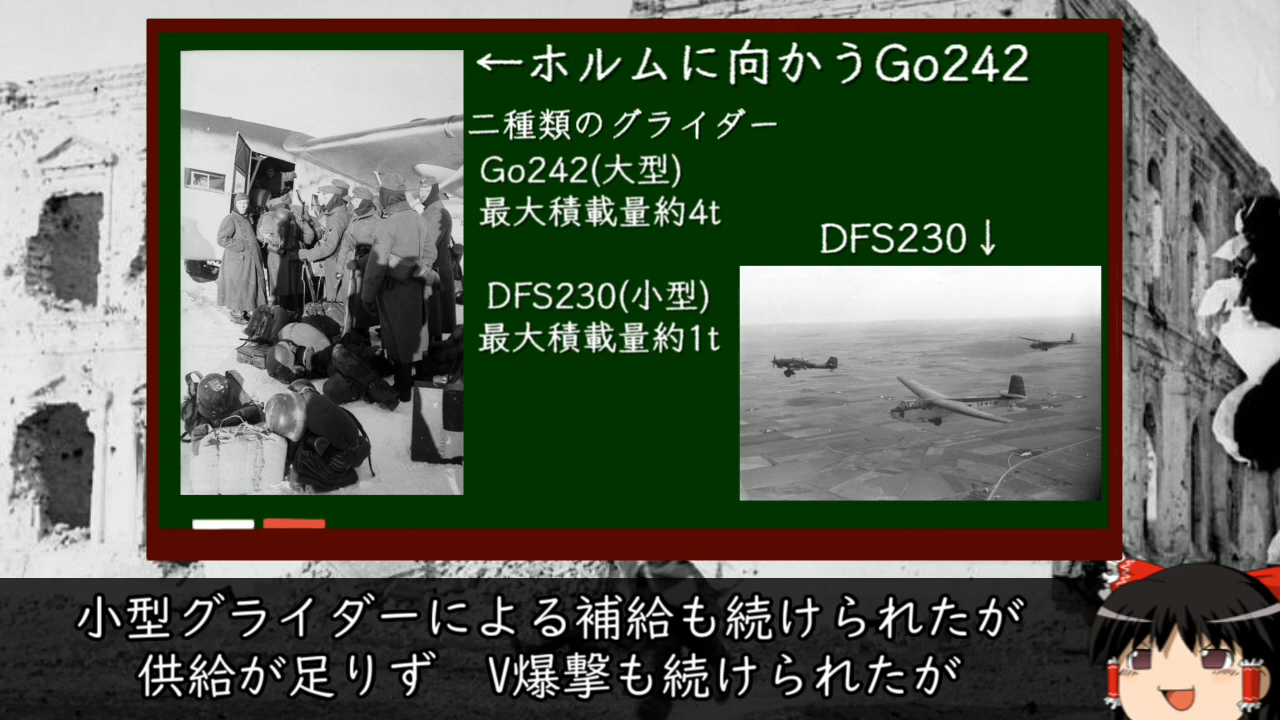 ←ホルムに向かうGo242
二種類のグライダー
Go242(大型)
最大積載量約4t
DFS230↓
DFS230(小型)
最大積載量約1t
小型グライダーによる補給も続けられたが
供給が足りず V爆撃も続けられたが